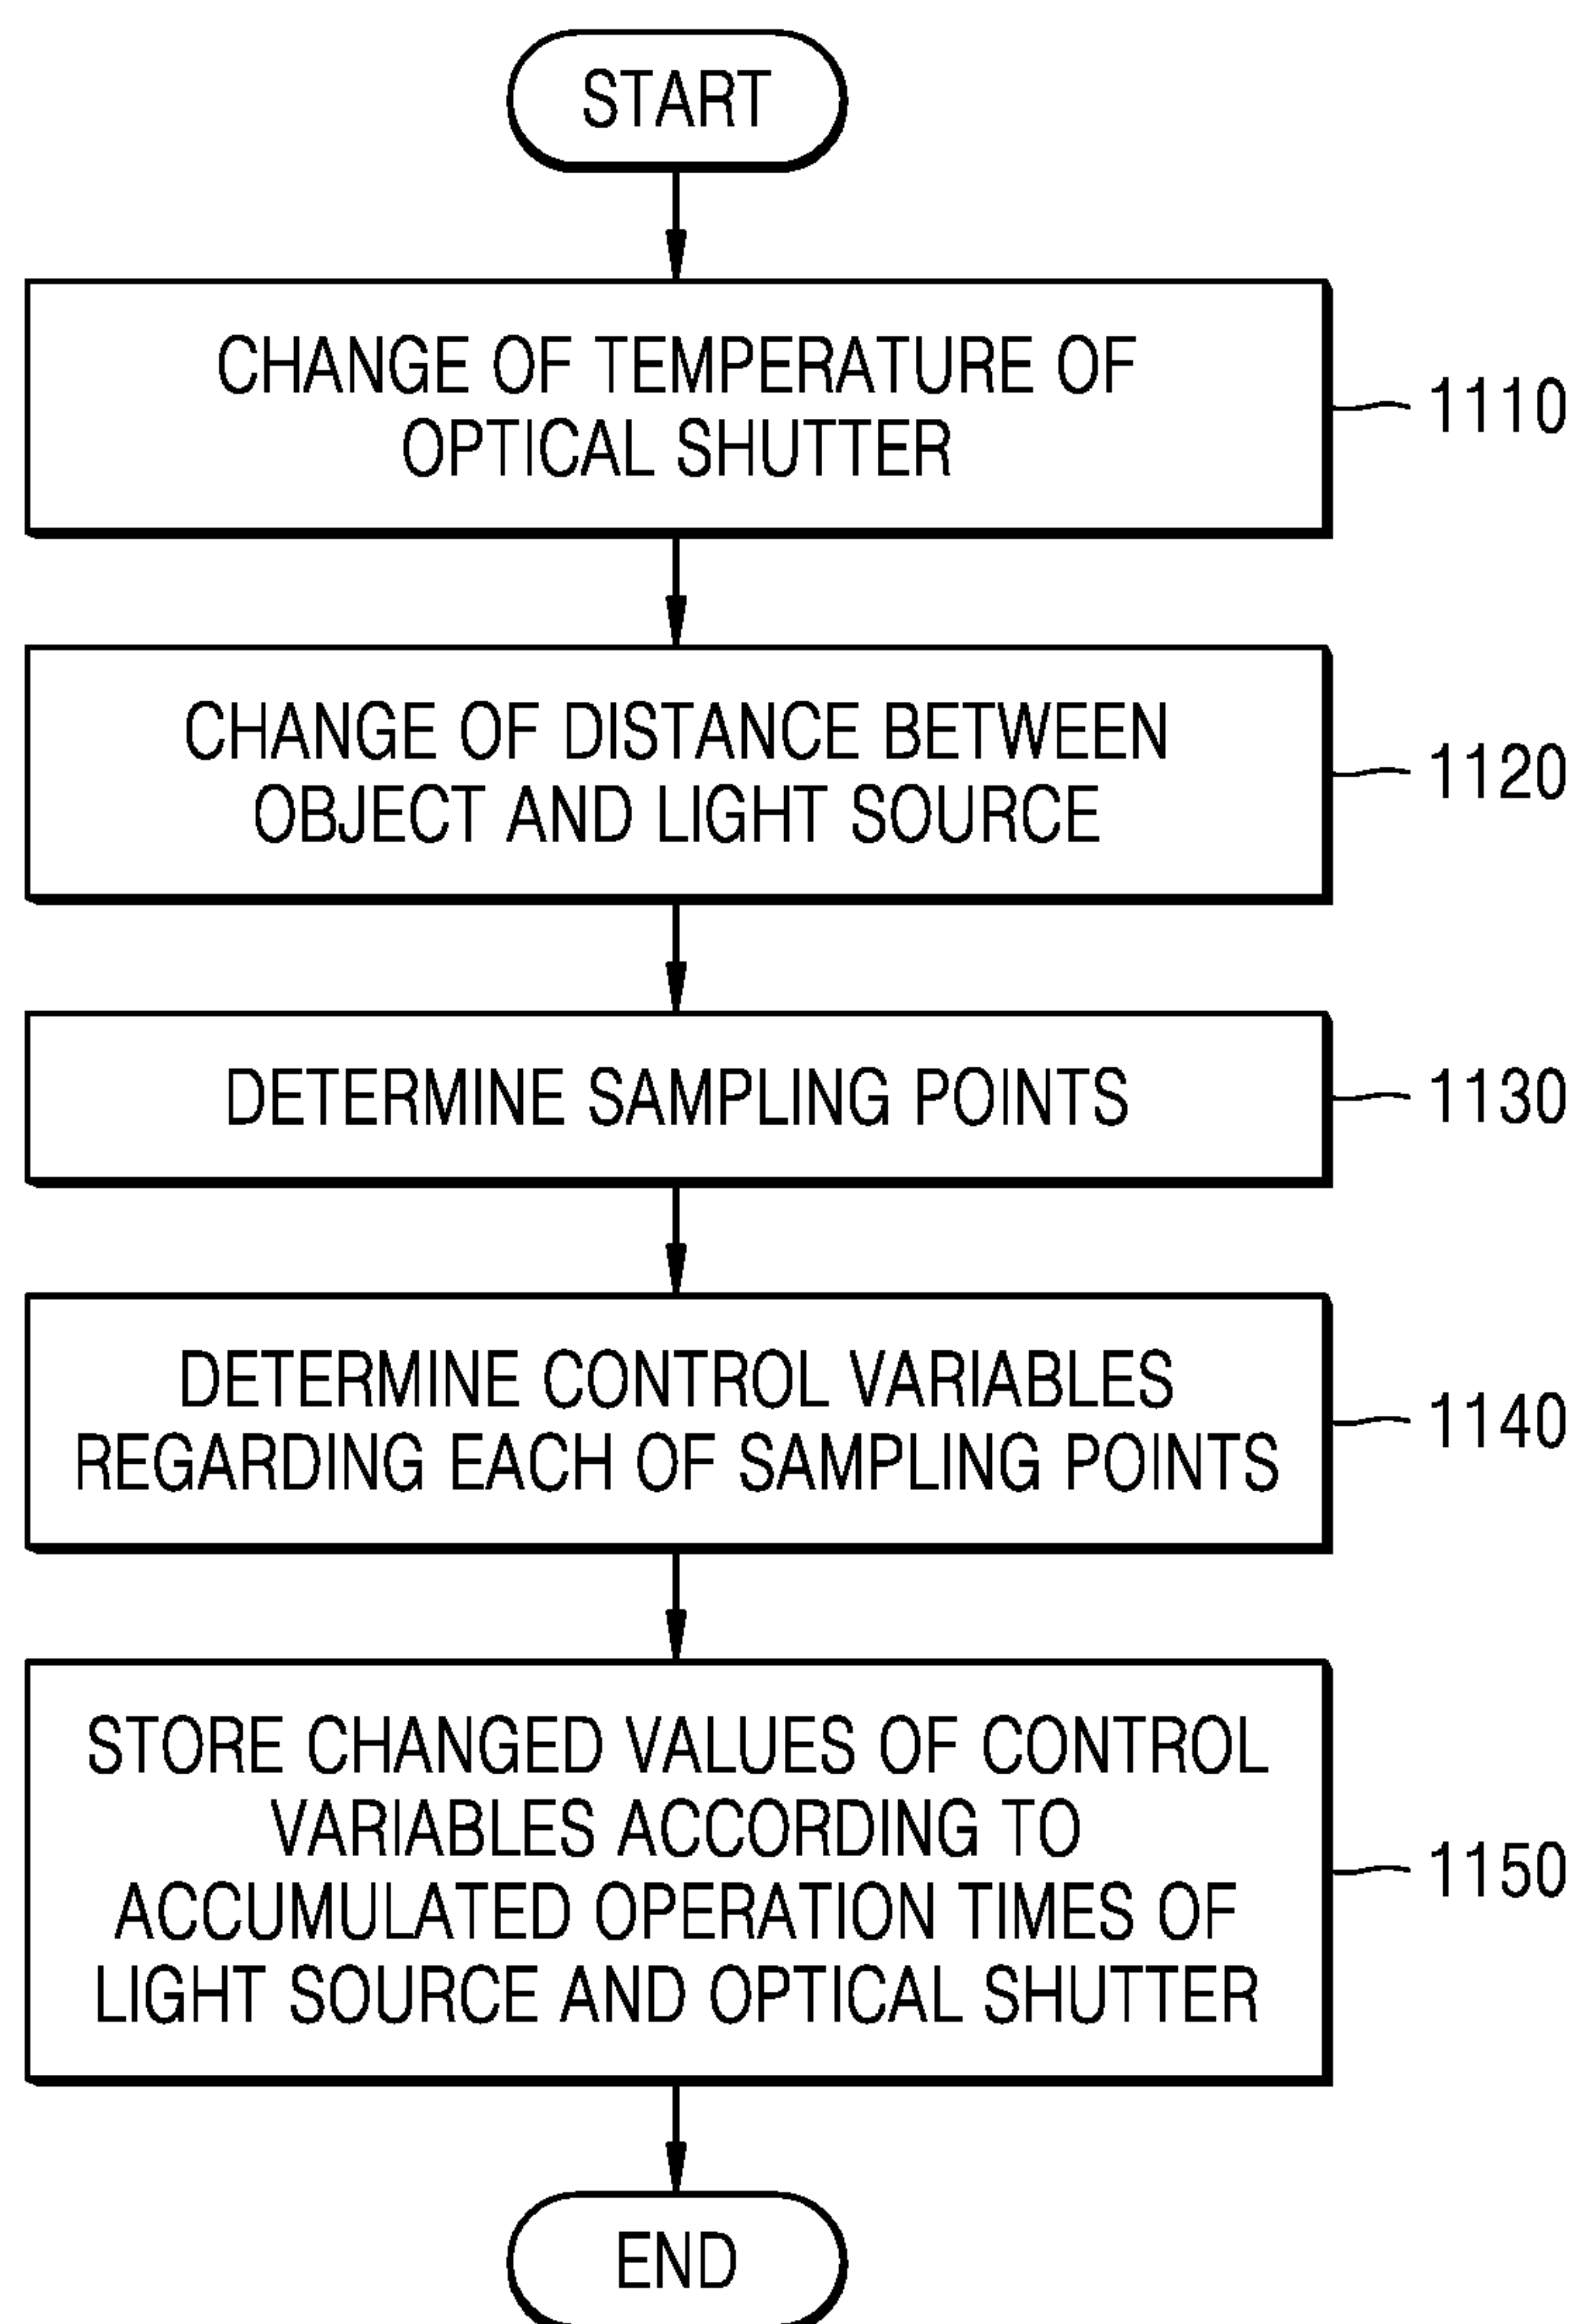 START
CHANGE OF TEMPERATURE OF
OPTICAL SHUTTER
1110
CHANGE OF DISTANCE BETWEEN
OBJECT AND LIGHT SOURCE
1120
DETERMINE SAMPLING POINTS
1130
DETERMINE CONTROL VARIABLES
REGARDING EACH OF SAMPLING POINTS
1140
STORE CHANGED VALUES OF CONTROL
VARIABLES ACCORDING TO
ACCUMULATED OPERATION TIMES OF
LIGHT SOURCE AND OPTICAL SHUTTER
1150
END